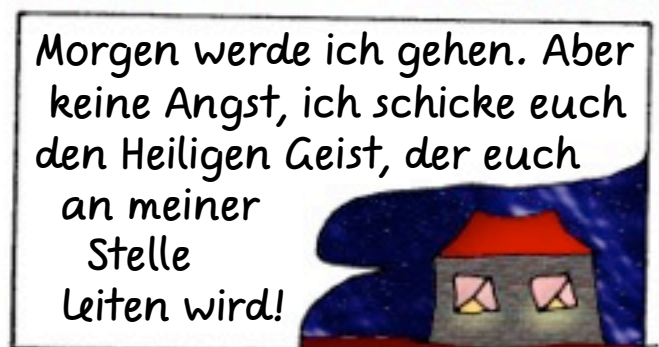 Morgen werde ich gehen. Aber
keine Angst, ich schicke euch
den Heiligen Geist, der euch
an meiner
Stelle
leiten wird!